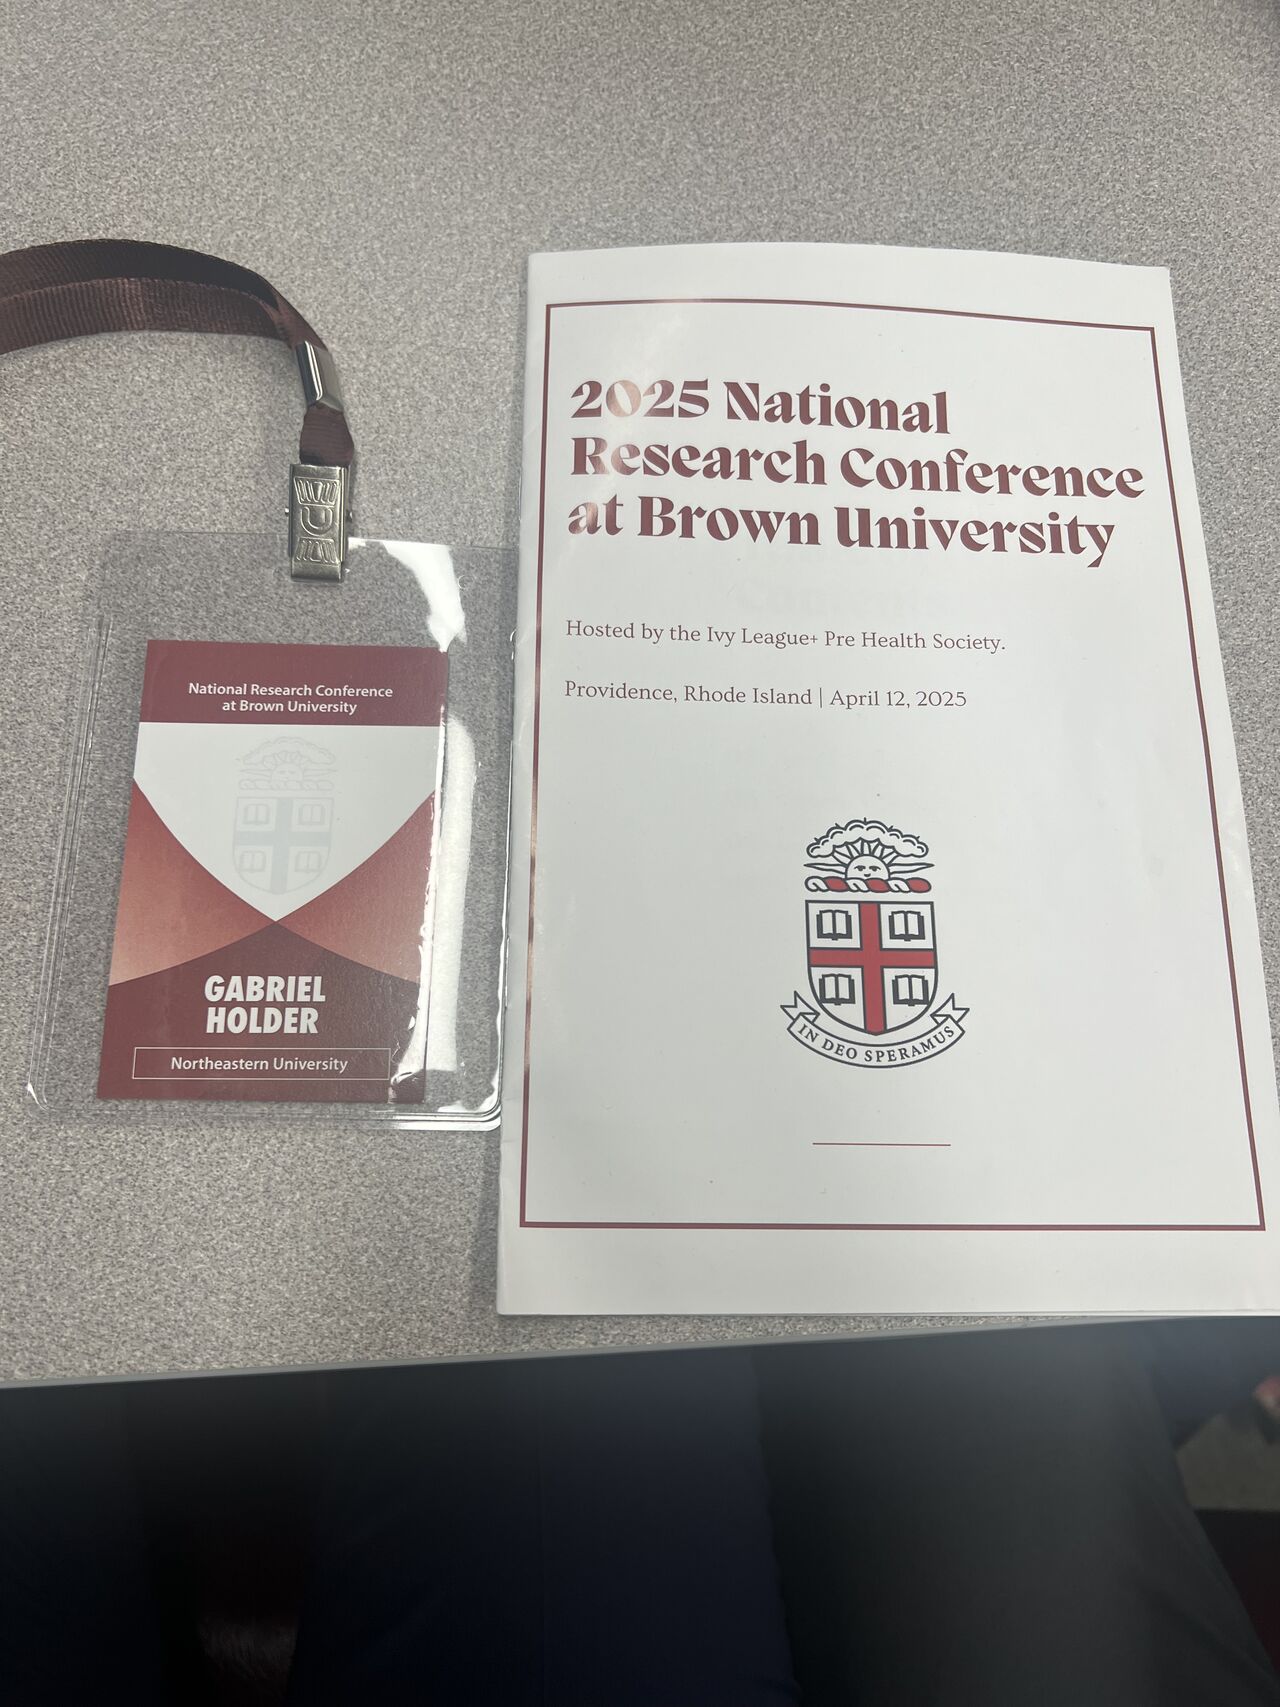 National Research Conference
at Brown University
GABRIEL
HOLDER
Northeastern University
2025 National
Research Conference
at Brown University
Hosted by the Ivy League+ Pre Health Society.
Providence, Rhode Island | April 12, 2025
IN DEO SPERAMUS